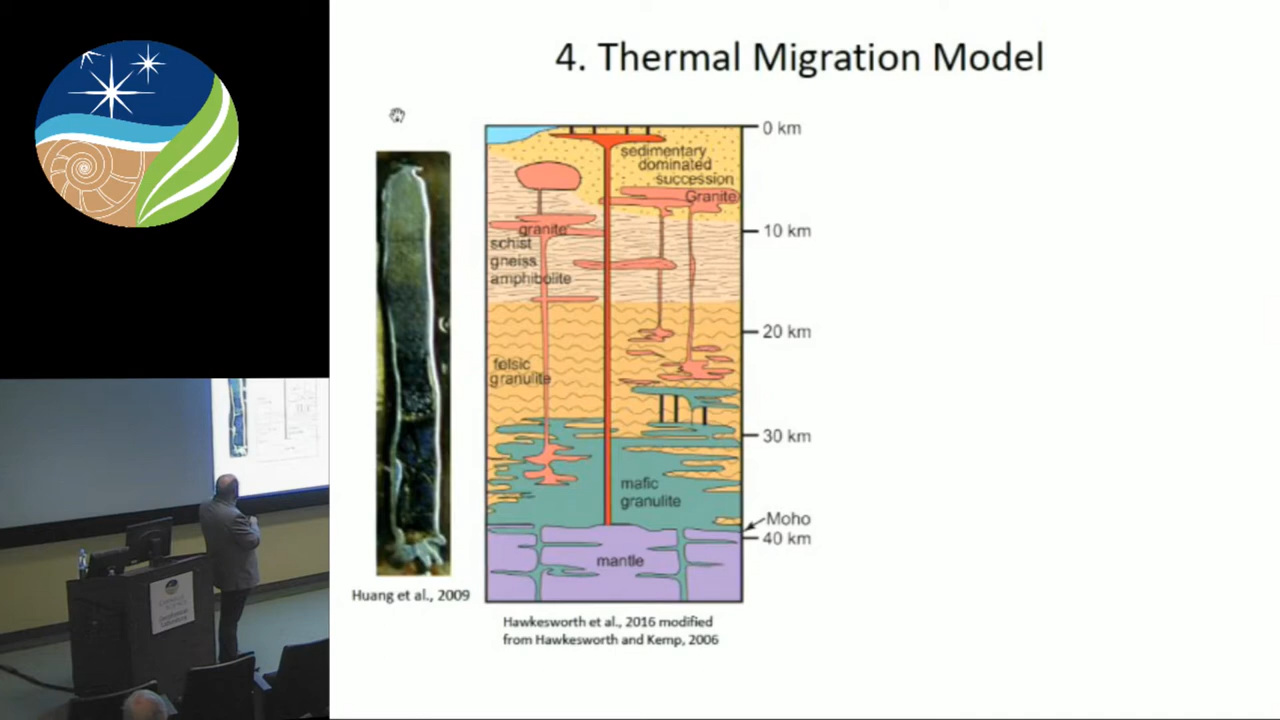 4. Thermal Migration Model
0 km
sedimentary
dominated
succession
Granite
10 km
granite
schist
gneiss
amphibolite
20 km
felsic
granulite
30 km
mafic
granulite
Moho
40 km
mantle
Huang et al., 2009
Hawkesworth et al., 2016 modified
from Hawkesworth and Kemp, 2006